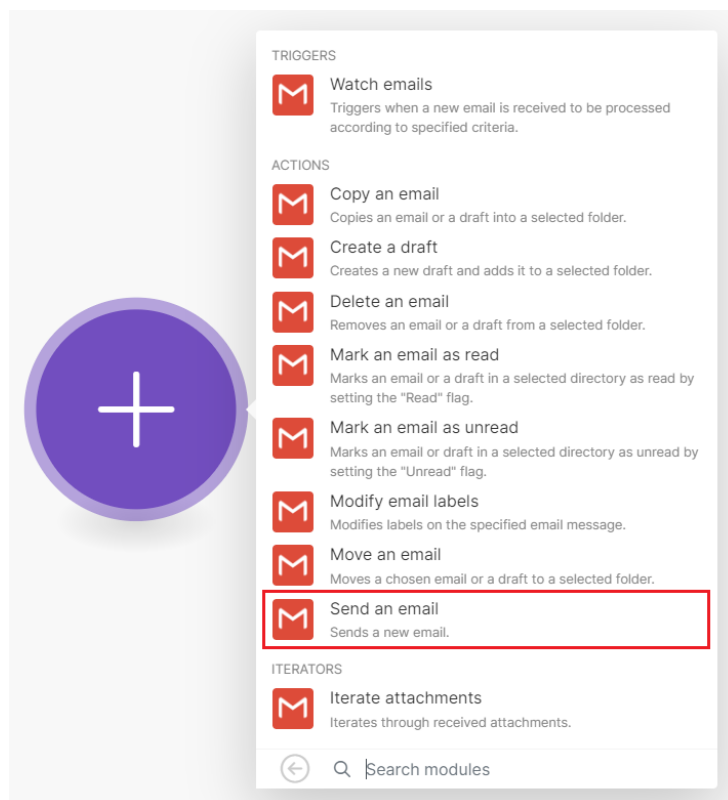 TRIGGERS
Watch emails
Triggers when a new email is received to be processed
according to specified criteria.
ACTIONS
Copy an email
Copies an email or a draft into a selected folder.
Create a draft
Creates a new draft and adds it to a selected folder.
Delete an email
Removes an email or a draft from a selected folder.
Mark an email as read
Marks an email or a draft in a selected directory as read by
setting the "Read" flag.
Mark an email as unread
Marks an email or draft in a selected directory as unread by
setting the "Unread" flag.
Modify email labels
Modifies labels on the specified email message.
Move an email
Moves a chosen email or a draft to a selected folder.
Send an email
Sends a new email.
ITERATORS
Iterate attachments
Iterates through received attachments.
Search modules